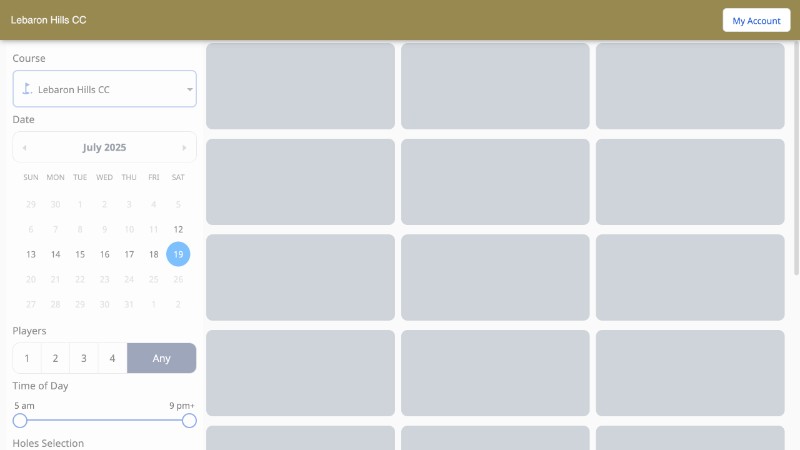 Lebaron Hills CC
My Account
Course
Lebaron Hills CC
Date
July 2025
SUN MON TUE WED THU FRI SAT
29 30 1 2 3 4 5
6 7 8 9 10 11 12
13 14 15 16 17 18 19
20 21 22 23 24 25 26
27 28 29 30 31 1 2
Players
1 2 3 4 Any
Time of Day
5 am 9 pm+
Holes Selection